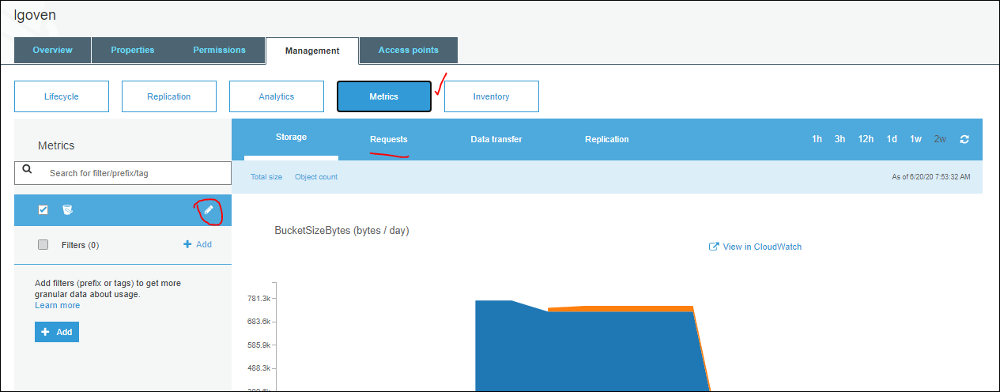 lgoven
Overview Properties Permissions Management Access points
Lifecycle Replication Analytics Metrics Inventory
Metrics
Search for filter/prefix/tag
Filters (0) Add
Add filters (prefix or tags) to get more
granular data about usage.
Learn more
Add
Storage Requests Data transfer Replication 1h 3h 12h 1d 1w 2w
Total size Object count As of 6/20/20 7:53:32 AM
BucketSizeBytes (bytes / day)
View in CloudWatch
781.3k
683.6k
585.9k
488.3k